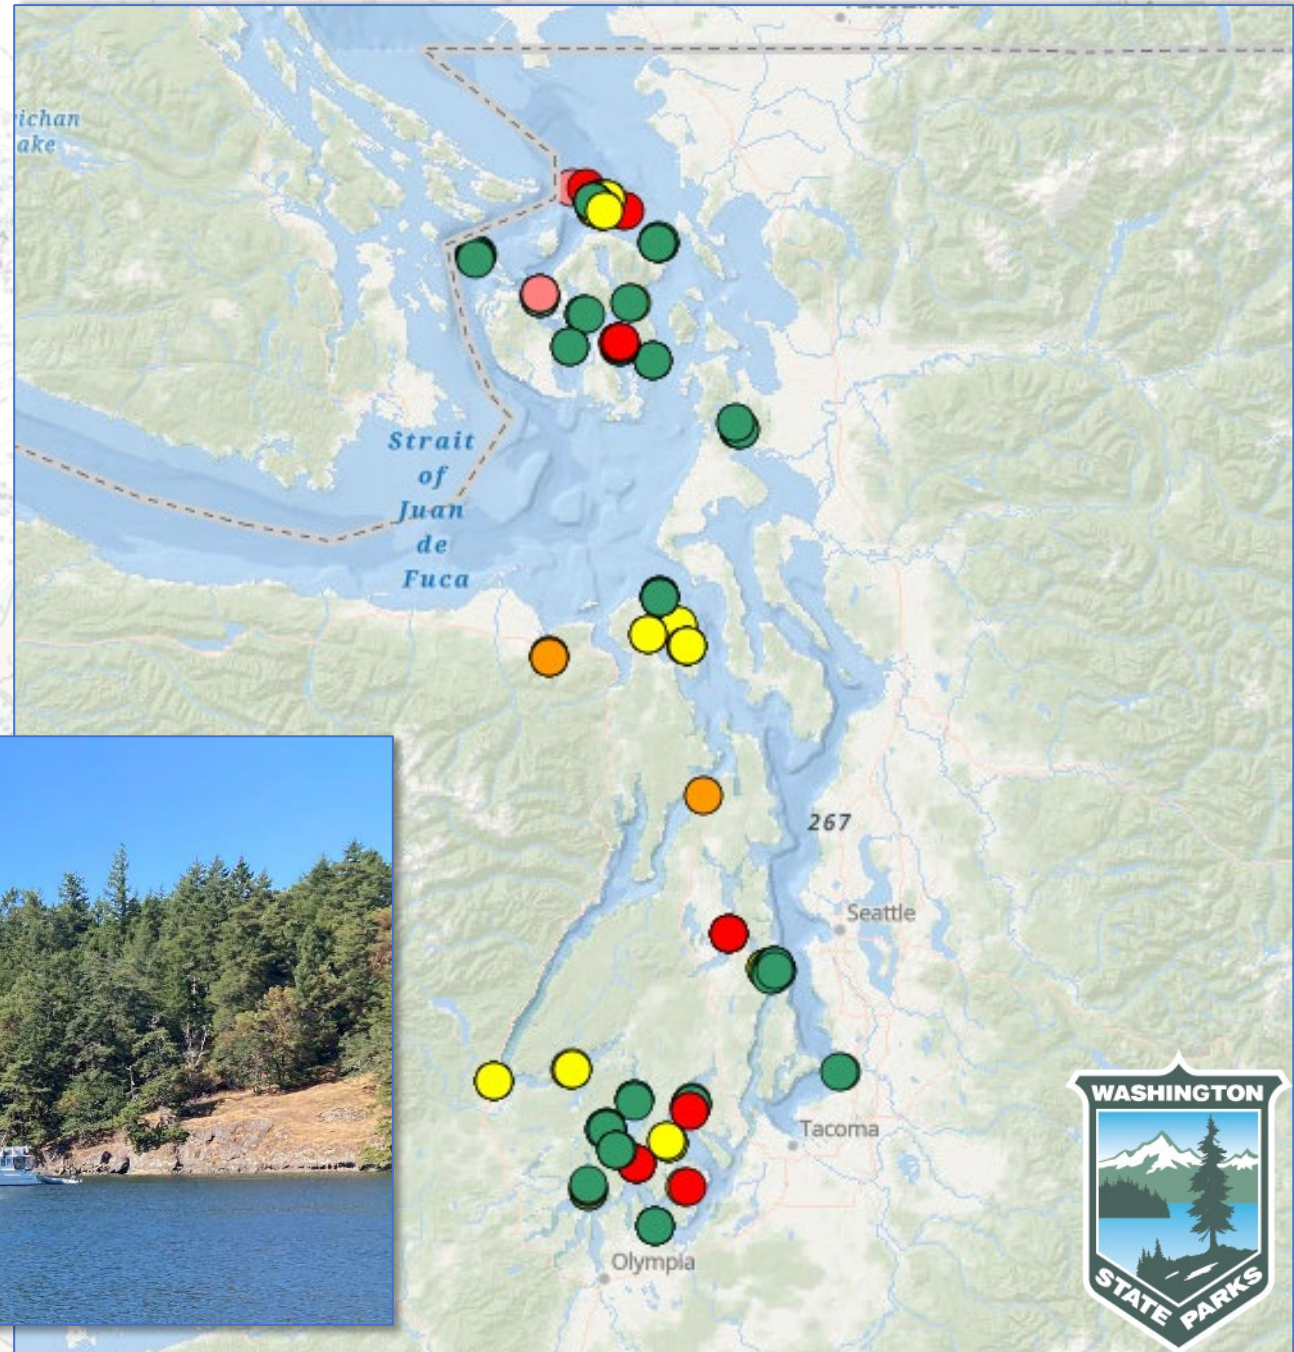 ichan
ake
Strait
of
Juan
de
Fuca
267
Seattle
Tacoma
Olympia
WASHINGTON
STATE PARKS